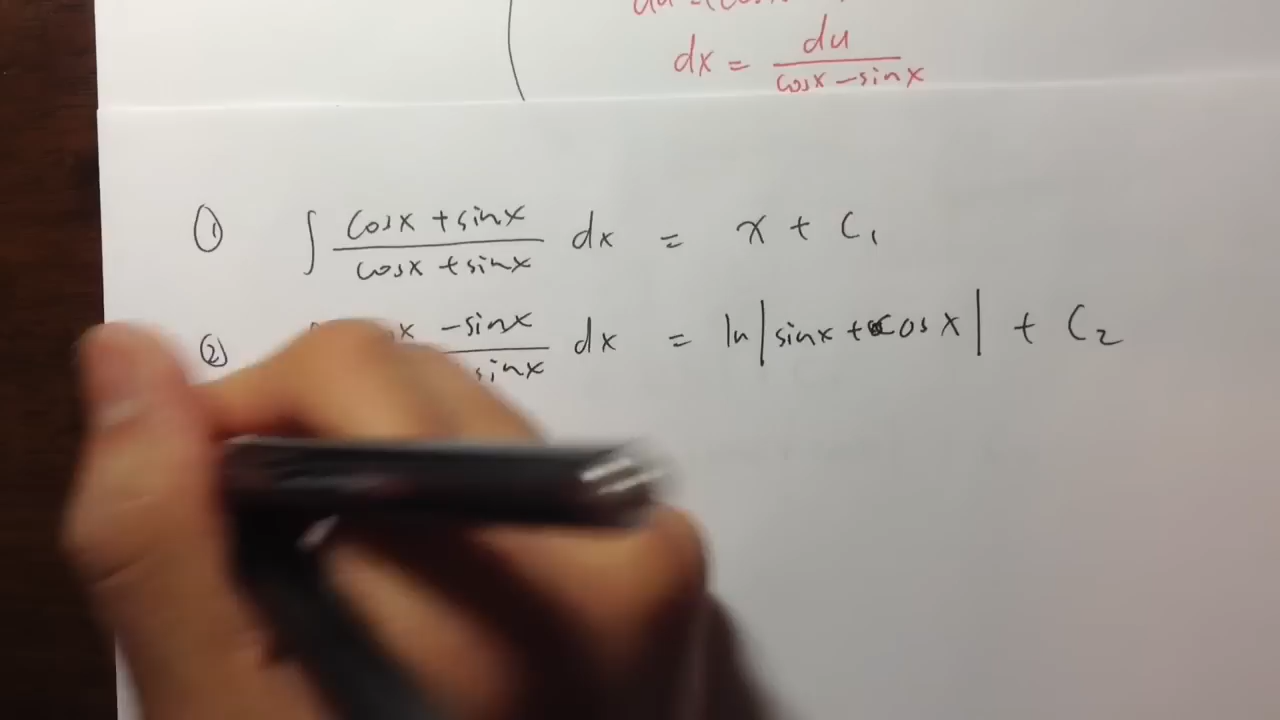 dx = du / cosx - sinx
① ∫ cosx + sinx / cosx + sinx dx = x + C₁
② x - sinx / sinx dx = ln|sinx + cosx| + C₂